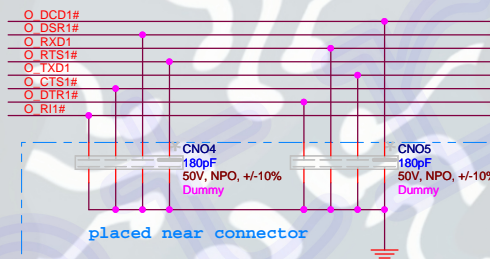 O_DCD1#
O_DSR1#
O_RXD1
O_RTS1#
O_TXD1
O_CTS1#
O_DTR1#
O_RI1#
CNO4
180pF
50V, NPO, +/-10%
Dummy
CNO5
180pF
50V, NPO, +/-10%
Dummy
placed near connector